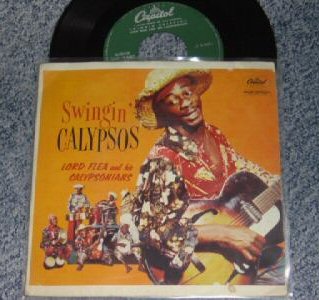 Capitol
Capitol
Swingin'
CALYPSOS
LORD FLEA and his
CALYPSONIANS